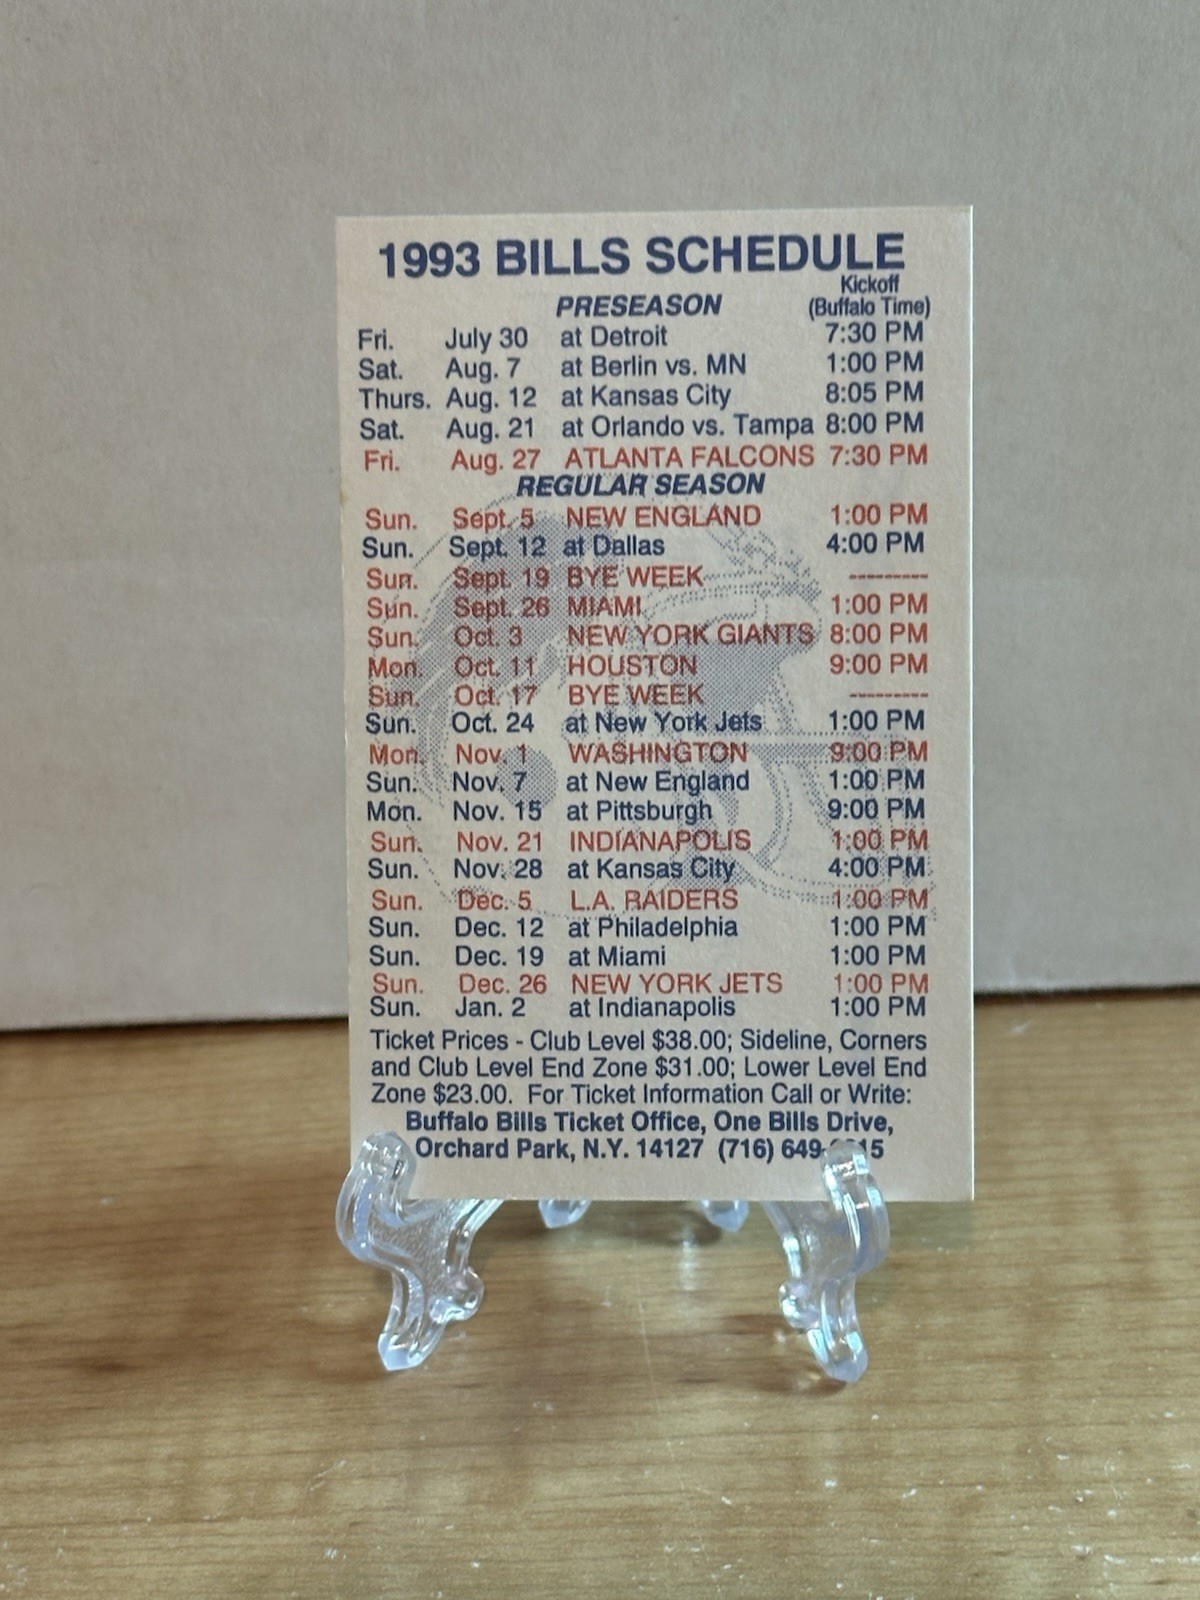 1993 BILLS SCHEDULE
Kickoff
PRESEASON (Buffalo Time)
Fri. July 30 at Detroit 7:30 PM
Sat. Aug. 7 at Berlin vs. MN 1:00 PM
Thurs. Aug. 12 at Kansas City 8:05 PM
Sat. Aug. 21 at Orlando vs. Tampa 8:00 PM
Fri. Aug. 27 ATLANTA FALCONS 7:30 PM
REGULAR SEASON
Sun. Sept. 5 NEW ENGLAND 1:00 PM
Sun. Sept. 12 at Dallas 4:00 PM
Sun. Sept. 19 BYE WEEK ---------
Sun. Sept. 26 MIAMI 1:00 PM
Sun. Oct. 3 NEW YORK GIANTS 8:00 PM
Mon. Oct. 11 HOUSTON 9:00 PM
Sun. Oct. 17 BYE WEEK ---------
Sun. Oct. 24 at New York Jets 1:00 PM
Mon. Nov. 1 WASHINGTON 9:00 PM
Sun. Nov. 7 at New England 1:00 PM
Mon. Nov. 15 at Pittsburgh 9:00 PM
Sun. Nov. 21 INDIANAPOLIS 1:00 PM
Sun. Nov. 28 at Kansas City 4:00 PM
Sun. Dec. 5 L.A. RAIDERS 1:00 PM
Sun. Dec. 12 at Philadelphia 1:00 PM
Sun. Dec. 19 at Miami 1:00 PM
Sun. Dec. 26 NEW YORK JETS 1:00 PM
Sun. Jan. 2 at Indianapolis 1:00 PM
Ticket Prices - Club Level $38.00; Sideline, Corners
and Club Level End Zone $31.00; Lower Level End
Zone $23.00. For Ticket Information Call or Write:
Buffalo Bills Ticket Office, One Bills Drive,
Orchard Park, N.Y. 14127 (716)